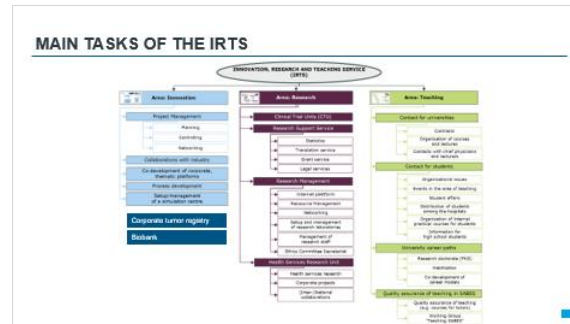 MAIN TASKS OF THE IRTS
INNOVATION, RESEARCH AND TEACHING SERVICE
(IRTS)
Area: Innovation
Project Management
Planning
Controlling
Networking
Collaborations with industry
Co-development of corporate,
thematic platforms
Process development
Setup/management
of a simulation centre
Corporate tumor registry
Biobank
Area: Research
Clinical Trial Units (CTU)
Research Support Service
Statistics
Translation service
Grant service
Legal services
Research Management
Internet platform
Resource Management
Networking
Setup and management
of research laboratories
Management of
research staff
Ethics Committee Secretariat
Health Services Research Unit
Health services research
Corporate projects
(Inter-)National
collaborations
Area: Teaching
Contact for universities
Contracts
Organisation of courses
and lectures
Contacts with chief physicians
and lecturers
Contact for students
Organisational issues
Events in the area of teaching
Student affairs
Distribution of students
among the hospitals
Organisation of internal
practical courses for students
Information for
high school students
University career paths
Research doctorate (PhD)
Habilitation
Co-development of
career models
Quality assurance of teaching in SABES
Quality assurance of teaching
(e.g. courses for tutors)
Working Group
"Teaching SABES"